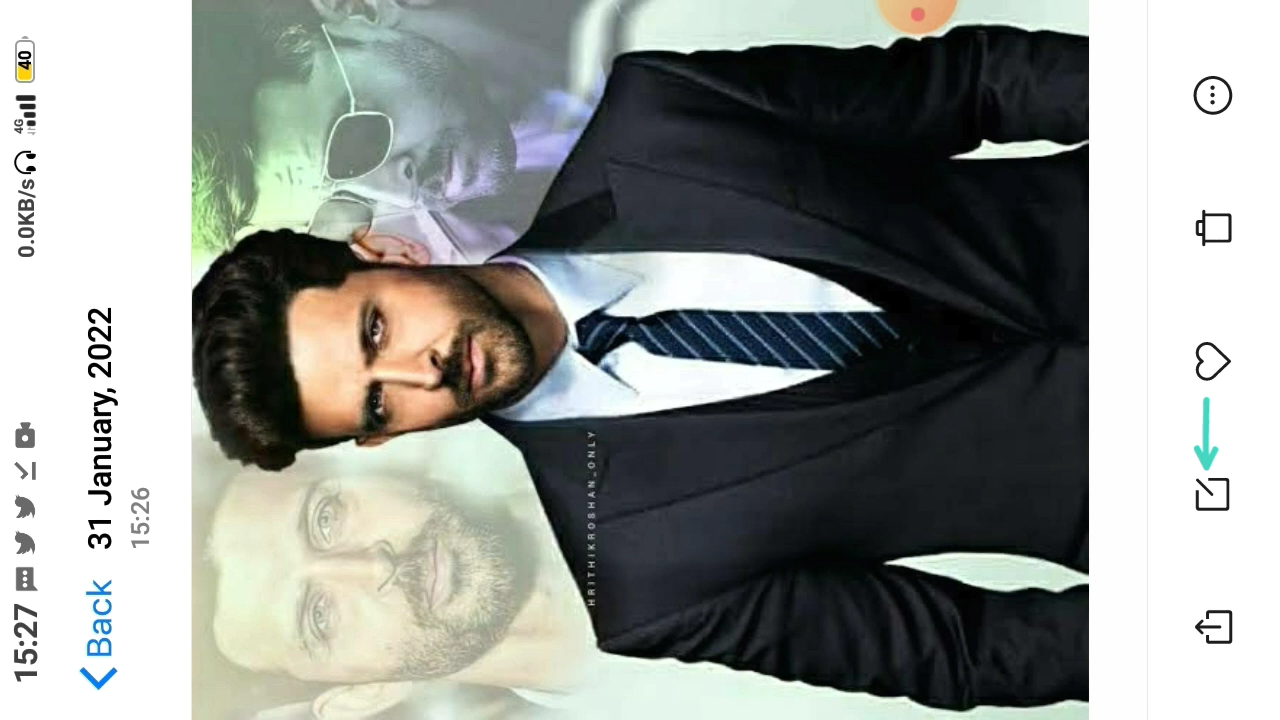 15:27
0.0KB/s
4G
40
Back
31 January, 2022
15:26
HRITHIKROSHAN_ONLY